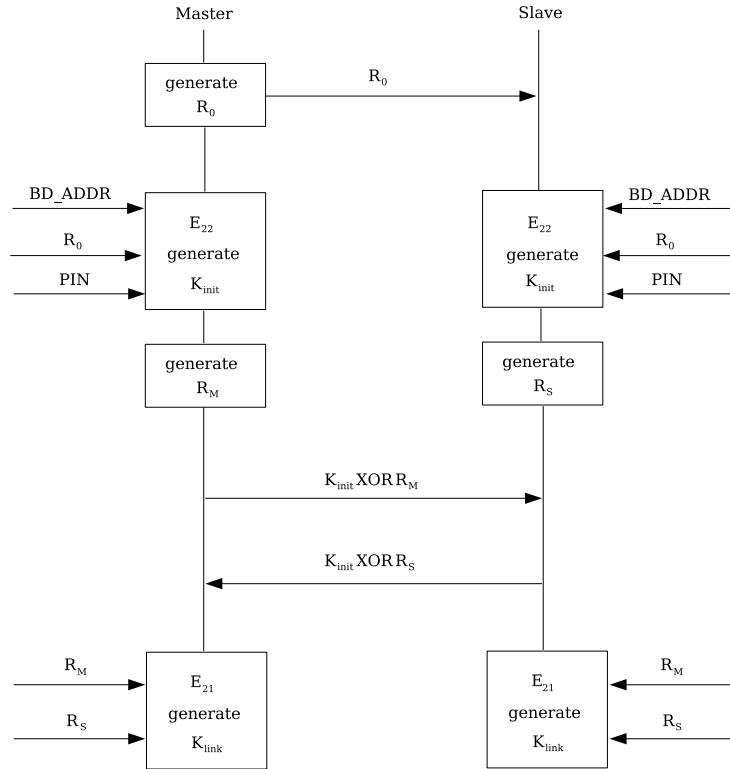 Master
Slave
generate
R0
R0
BD_ADDR
R0
PIN
E22
generate
Kinit
E22
generate
Kinit
BD_ADDR
R0
PIN
generate
RM
generate
RS
Kinit XOR RM
Kinit XOR RS
RM
RS
E21
generate
Klink
E21
generate
Klink
RM
RS